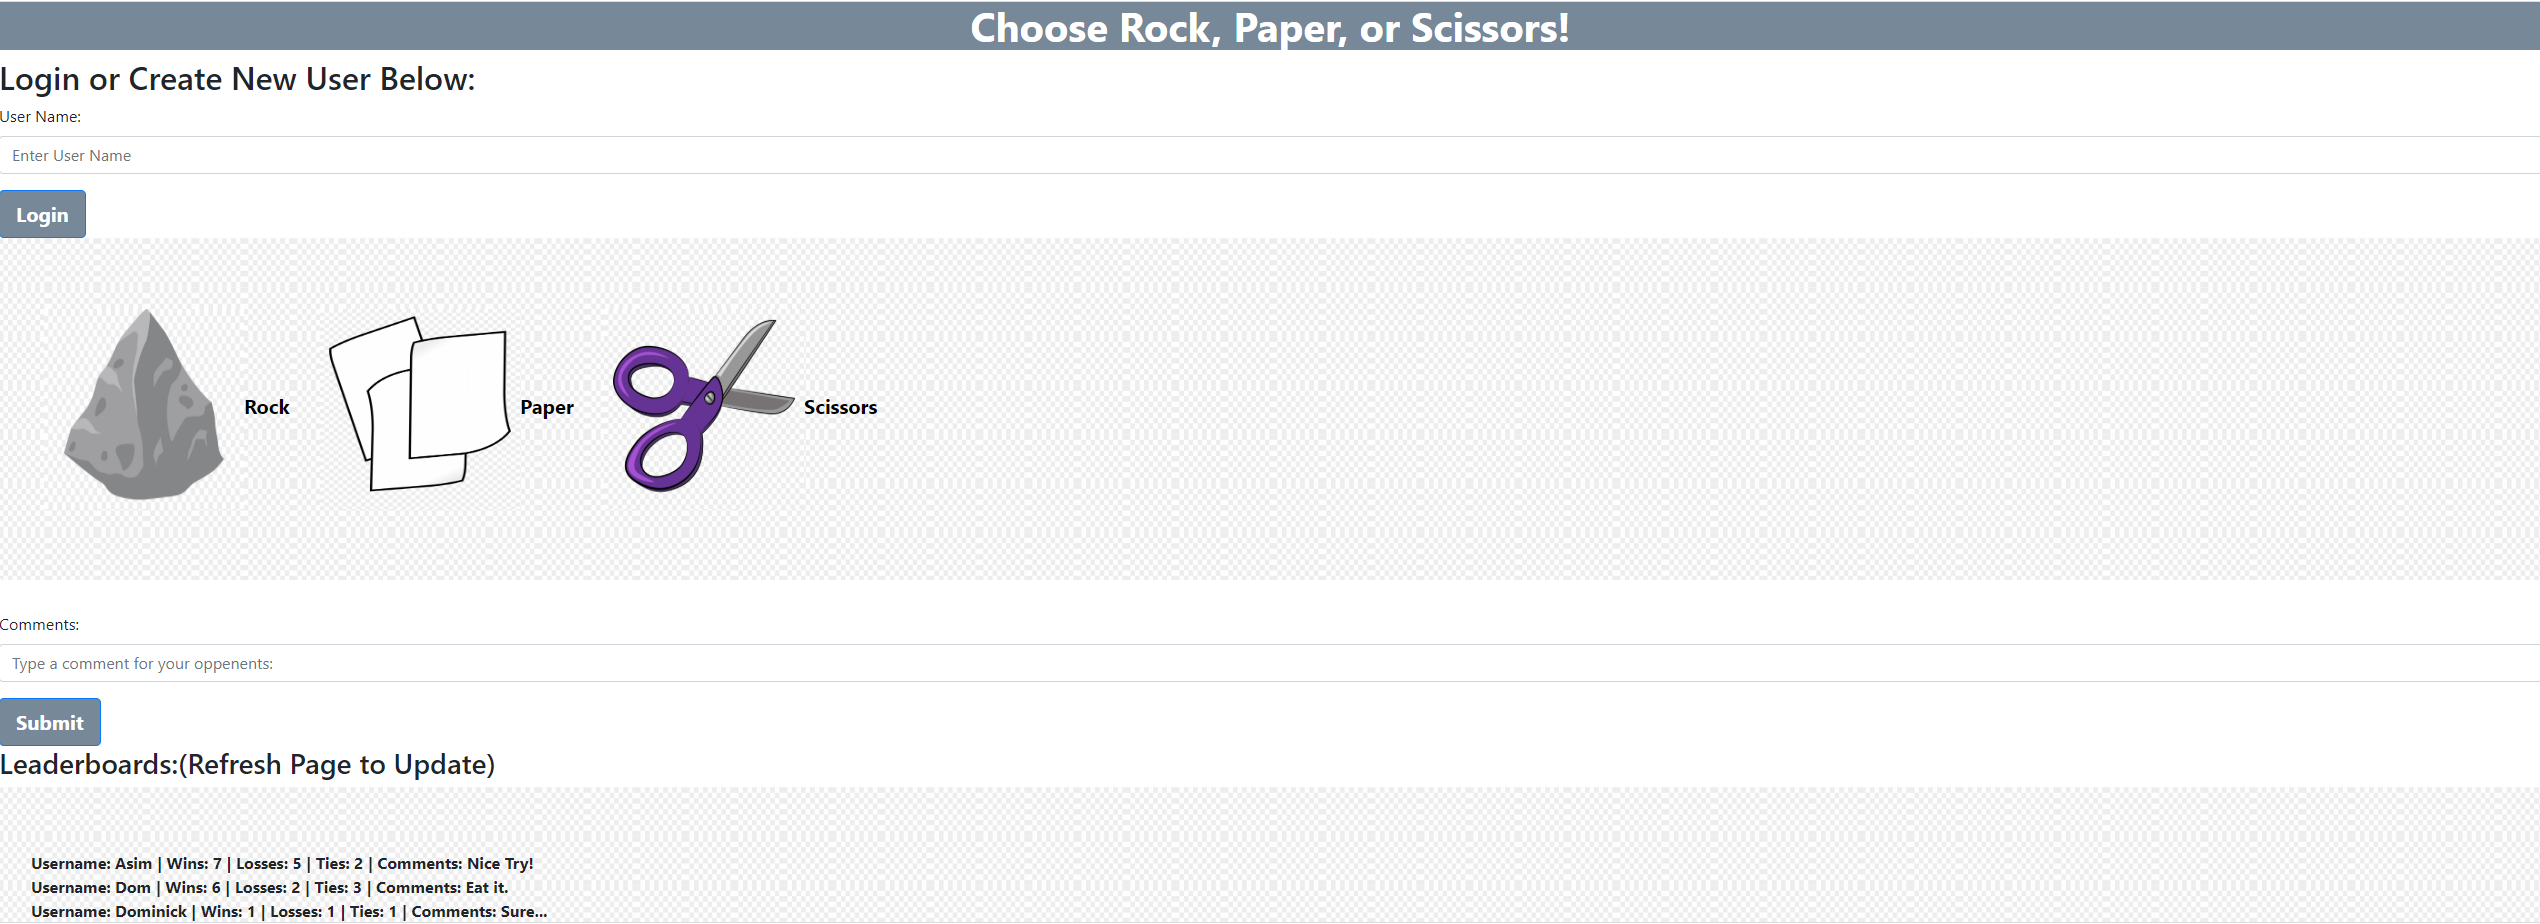 Choose Rock, Paper, or Scissors!
Login or Create New User Below:
User Name:
Enter User Name
Login
Rock
Paper
Scissors
Comments:
Type a comment for your oppenents:
Submit
Leaderboards:(Refresh Page to Update)
Username: Asim | Wins: 7 | Losses: 5 | Ties: 2 | Comments: Nice Try!
Username: Dom | Wins: 6 | Losses: 2 | Ties: 3 | Comments: Eat it.
Username: Dominick | Wins: 1 | Losses: 1 | Ties: 1 | Comments: Sure...